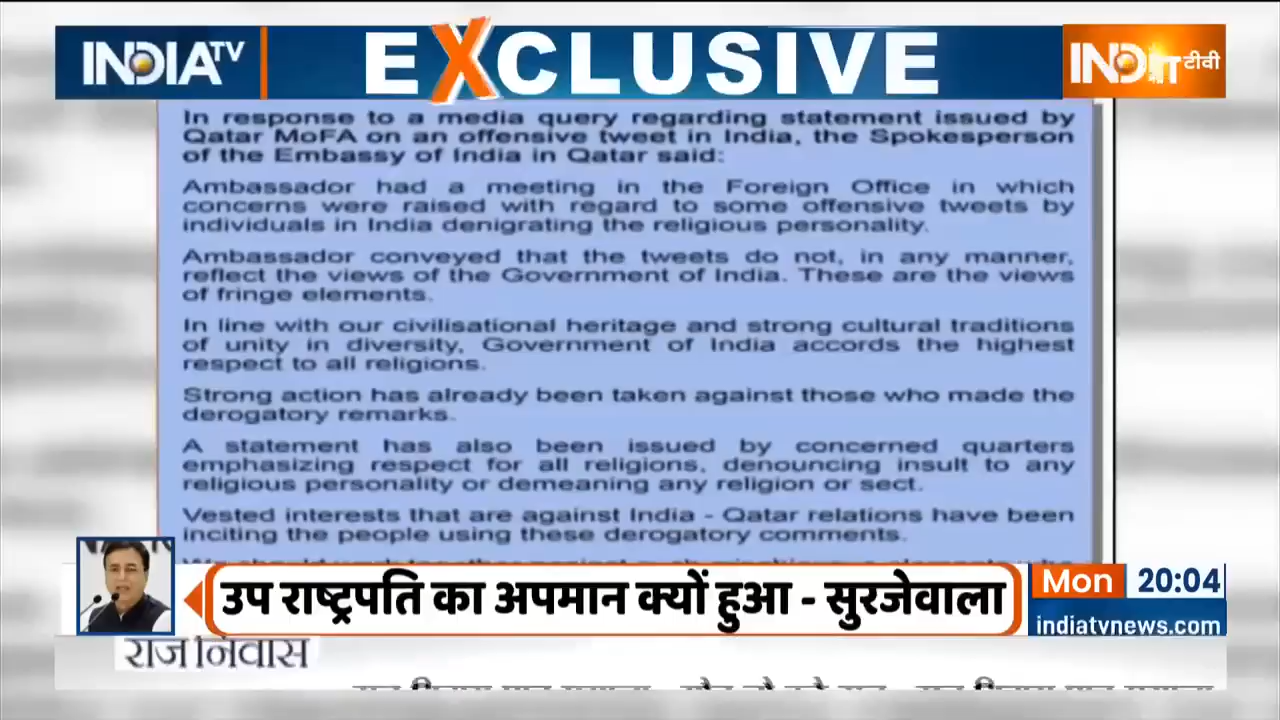 INDIA TV
EXCLUSIVE
टीवी
In response to a media query regarding statement issued by
Qatar MoFA on an offensive tweet in India, the Spokesperson
of the Embassy of India in Qatar said:
Ambassador had a meeting in the Foreign Office in which
concerns were raised with regard to some offensive tweets by
individuals in India denigrating the religious personality.
Ambassador conveyed that the tweets do not, in any manner,
reflect the views of the Government of India. These are the views
of fringe elements.
In line with our civilisational heritage and strong cultural traditions
of unity in diversity, Government of India accords the highest
respect to all religions.
Strong action has already been taken against those who made the
derogatory remarks.
A statement has also been issued by concerned quarters
emphasizing respect for all religions, denouncing insult to any
religious personality or demeaning any religion or sect.
Vested interests that are against India - Qatar relations have been
inciting the people using these derogatory comments.
उप राष्ट्रपति का अपमान क्यों हुआ - सुरजेवाला
Mon 20:04
indiatvnews.com
राज निवास